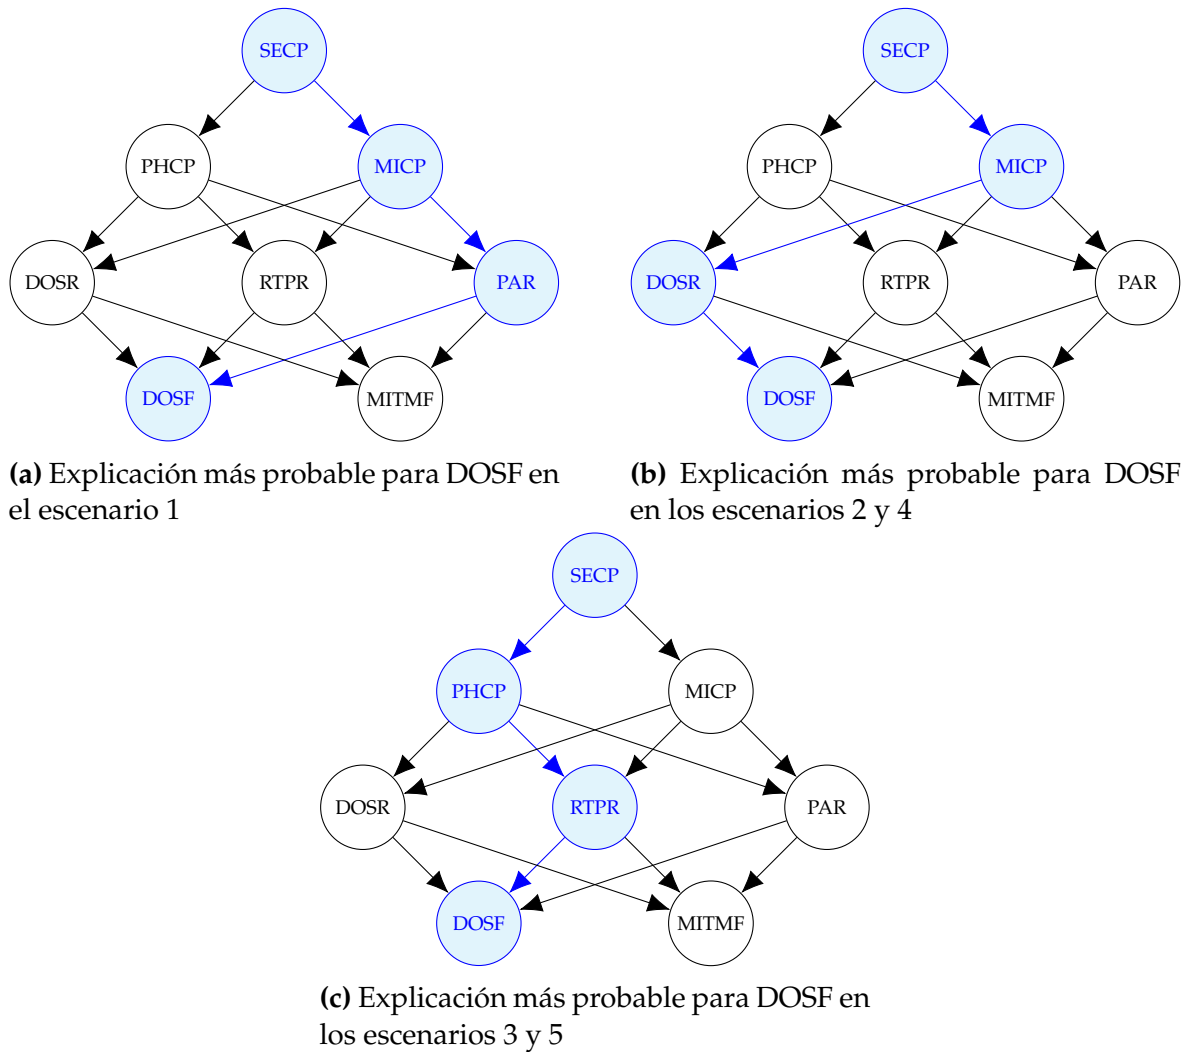 SECP
PHCP MICP
DOSR RTPR PAR
DOSF MITMF
(a) Explicación más probable para DOSF en
el escenario 1
SECP
PHCP MICP
DOSR RTPR PAR
DOSF MITMF
(b) Explicación más probable para DOSF
en los escenarios 2 y 4
SECP
PHCP MICP
DOSR RTPR PAR
DOSF MITMF
(c) Explicación más probable para DOSF en
los escenarios 3 y 5